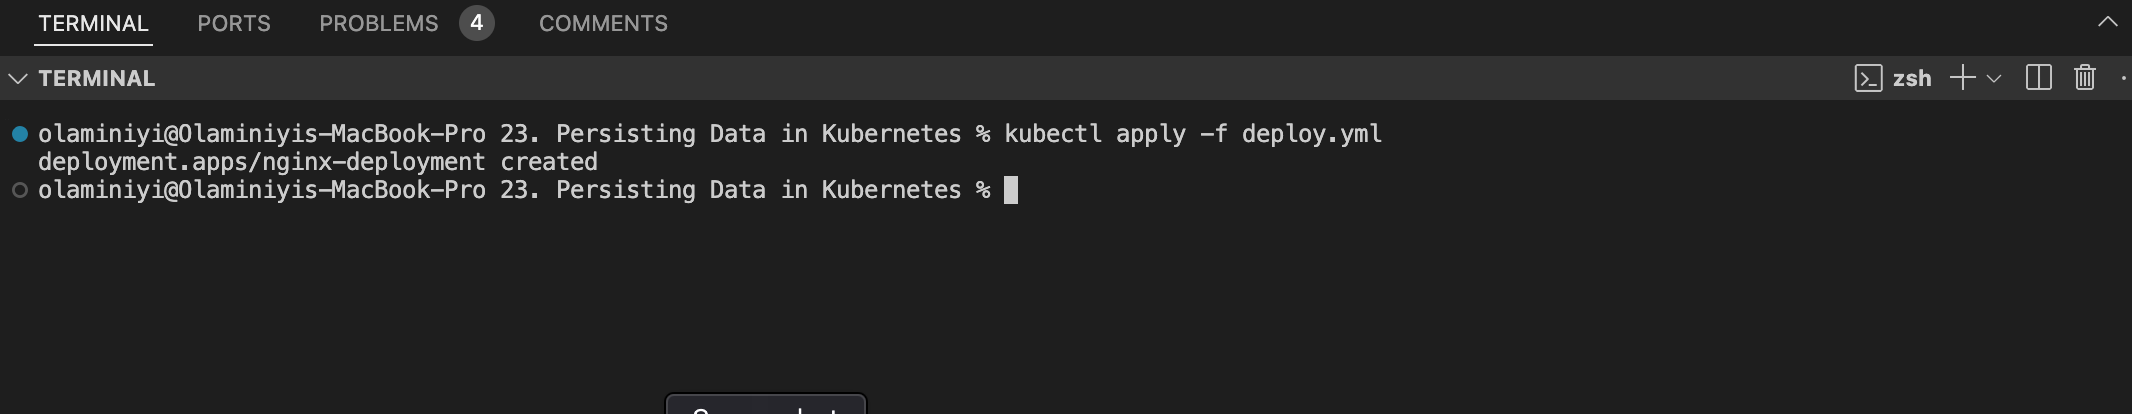 TERMINAL PORTS PROBLEMS 4 COMMENTS
TERMINAL zsh
olaminiyi@Olaminiyis-MacBook-Pro 23. Persisting Data in Kubernetes % kubectl apply -f deploy.yml
deployment.apps/nginx-deployment created
olaminiyi@Olaminiyis-MacBook-Pro 23. Persisting Data in Kubernetes %